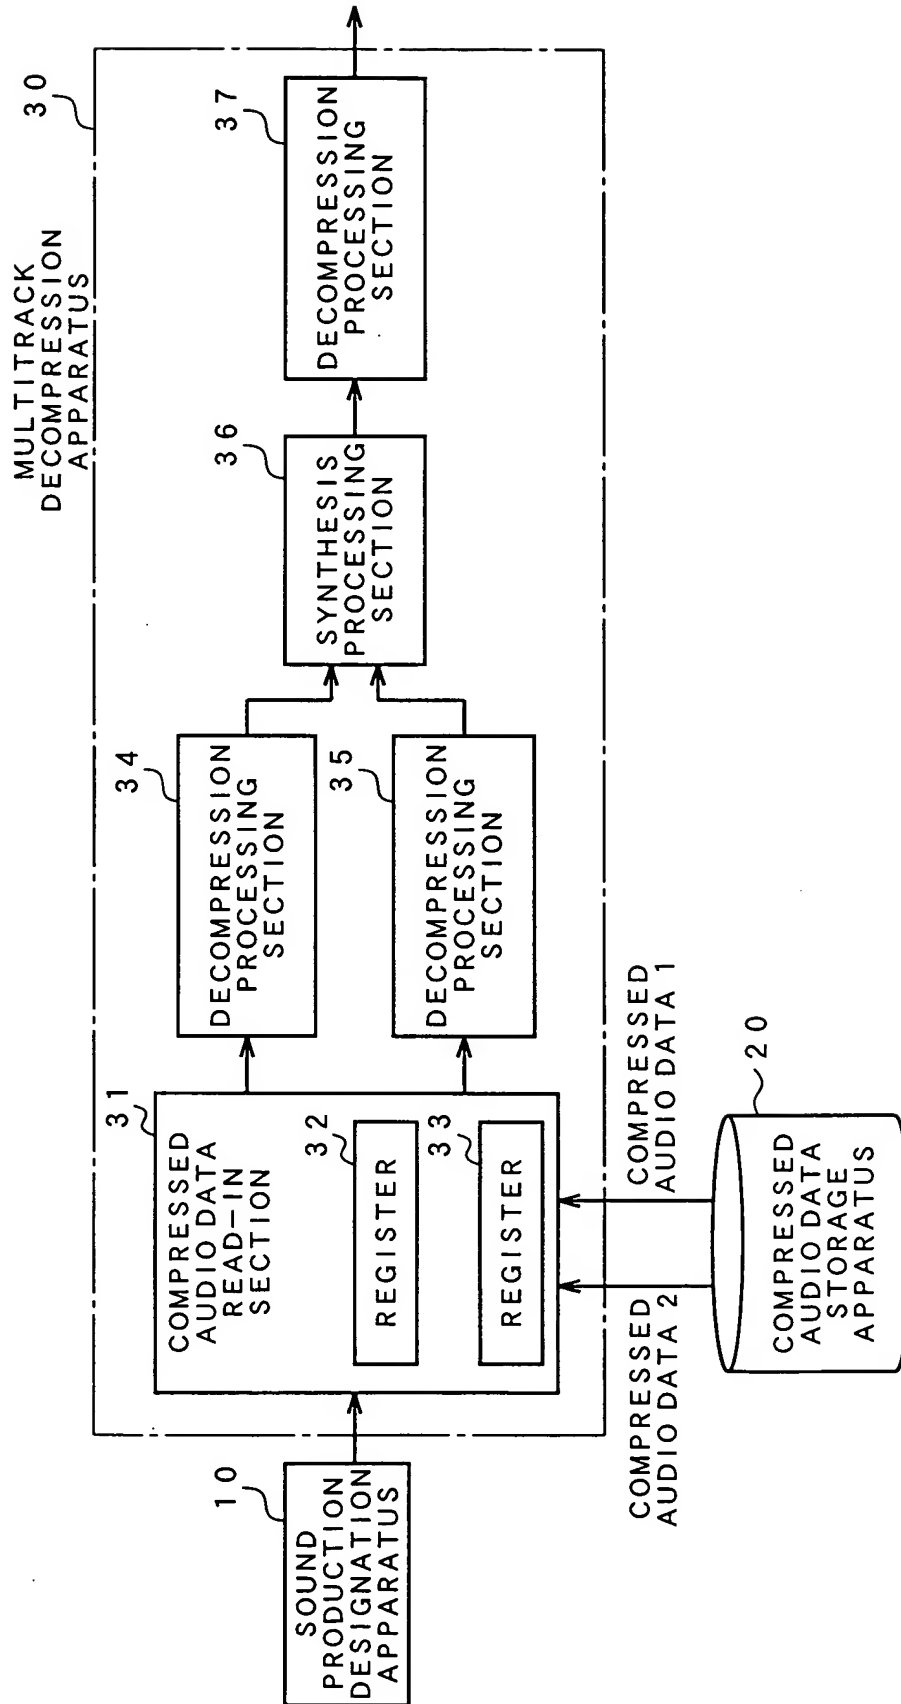 MULTITRACK
DECOMPRESSION
APPARATUS
30
10
SOUND
PRODUCTION
DESIGNATION
APPARATUS
31
COMPRESSED
AUDIO DATA
READ-IN
SECTION
32
REGISTER
33
REGISTER
34
DECOMPRESSION
PROCESSING
SECTION
35
DECOMPRESSION
PROCESSING
SECTION
36
SYNTHESIS
PROCESSING
SECTION
37
DECOMPRESSION
PROCESSING
SECTION
COMPRESSED
AUDIO DATA 2
COMPRESSED
AUDIO DATA 1
20
COMPRESSED
AUDIO DATA
STORAGE
APPARATUS